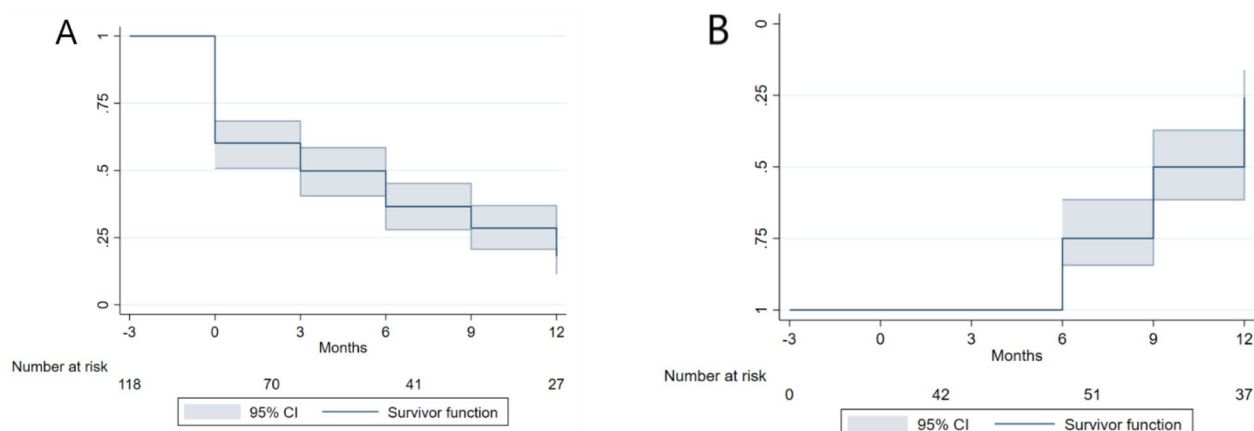 A
1
.75
.5
.25
0
-3 0 3 6 9 12
Months
Number at risk
118 70 41 27
95% CI Survivor function
B
0
.25
.5
.75
1
-3 0 3 6 9 12
Months
Number at risk
0 42 51 37
95% CI Survivor function